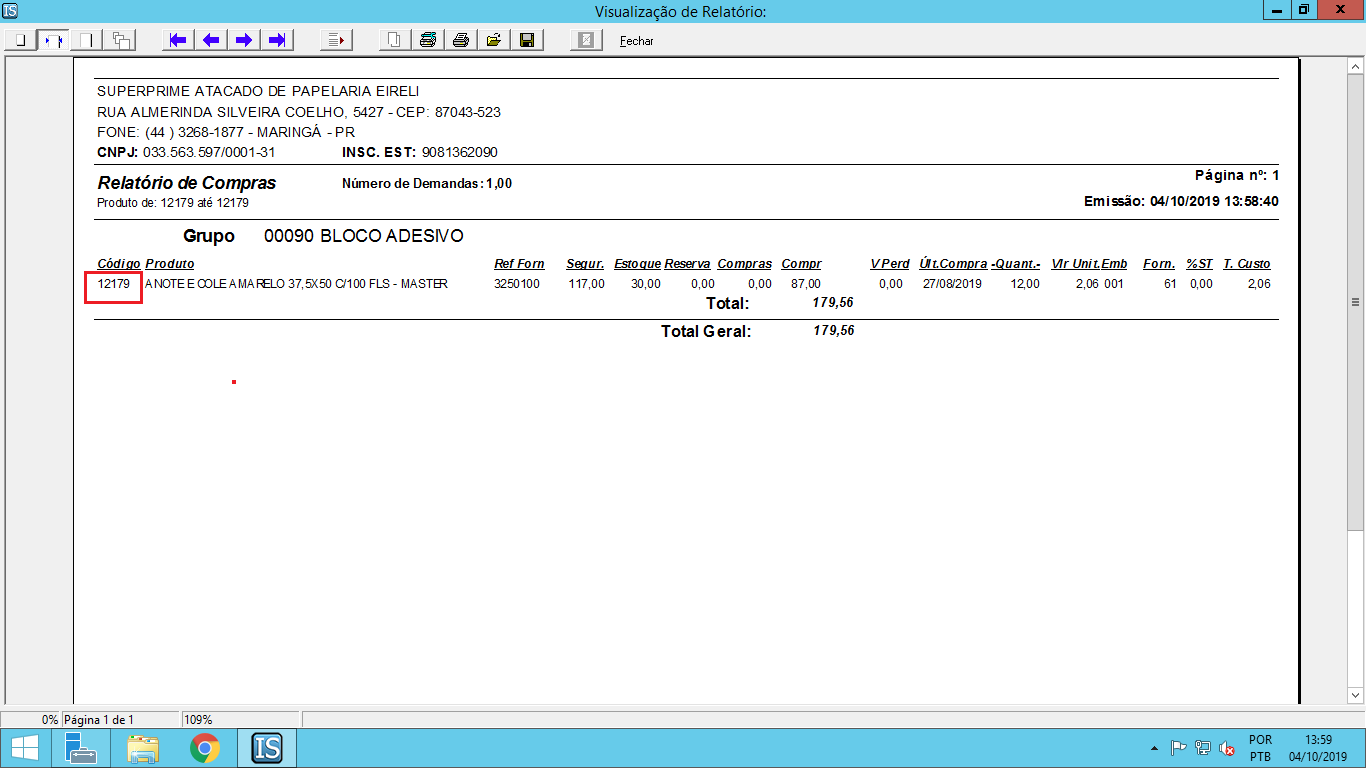 IS
Visualização de Relatório:
Fechar
SUPERPRIME ATACADO DE PAPELARIA EIRELI
RUA ALMERINDA SILVEIRA COELHO, 5427 - CEP: 87043-523
FONE: (44 ) 3268-1877 - MARINGÁ - PR
CNPJ: 033.563.597/0001-31 INSC. EST: 9081362090
Relatório de Compras Número de Demandas: 1,00 Página nº: 1
Produto de: 12179 até 12179 Emissão: 04/10/2019 13:58:40
Grupo 00090 BLOCO ADESIVO
Código Produto Ref Forn Segur. Estoque Reserva Compras Compr V Perd Últ.Compra -Quant.- Vlr Unit.Emb Forn. %ST T. Custo
12179 ANOTE E COLE AMARELO 37,5X50 C/100 FLS - MASTER 3250100 117,00 30,00 0,00 0,00 87,00 0,00 27/08/2019 12,00 2,06 001 61 0,00 2,06
Total: 179,56
Total Geral: 179,56
0% Página 1 de 1 109%
IS
POR 13:59
PTB 04/10/2019